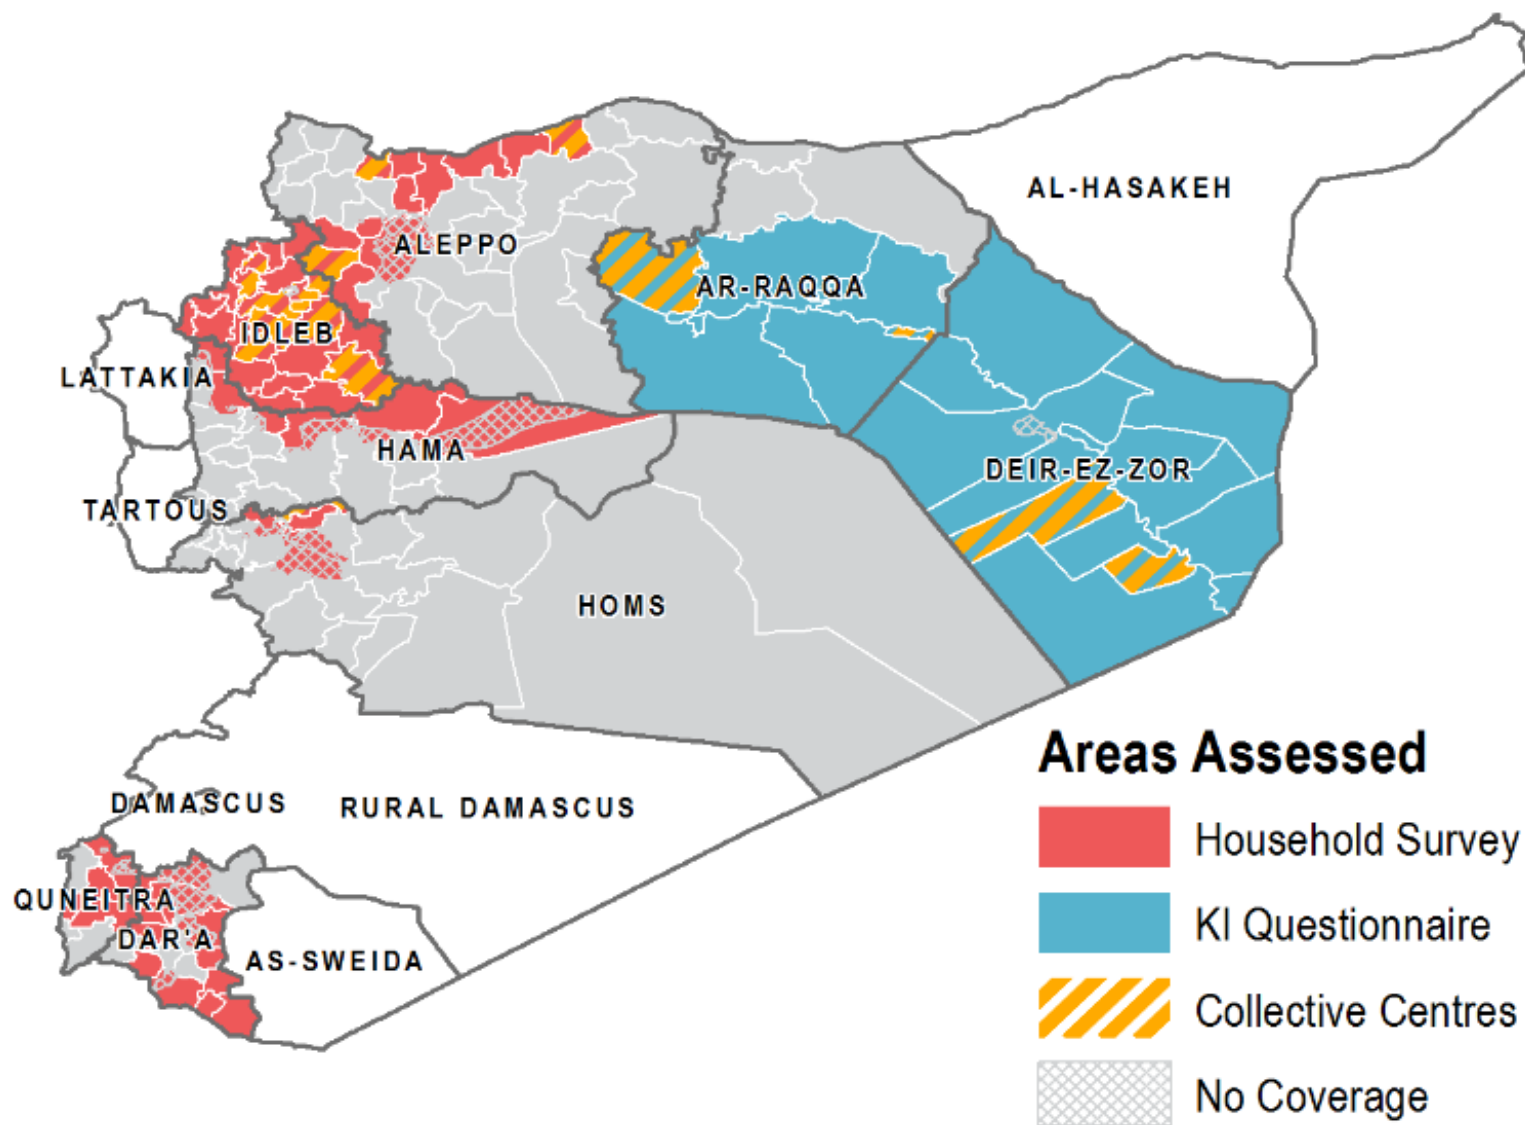 AL-HASAKEH
ALEPPO
AR-RAQQA
IDLEB
LATTAKIA
HAMA
DEIR-EZ-ZOR
TARTOUS
HOMS
DAMASCUS
RURAL DAMASCUS
QUNEITRA
DAR'A
AS-SWEIDA
Areas Assessed
Household Survey
KI Questionnaire
Collective Centres
No Coverage